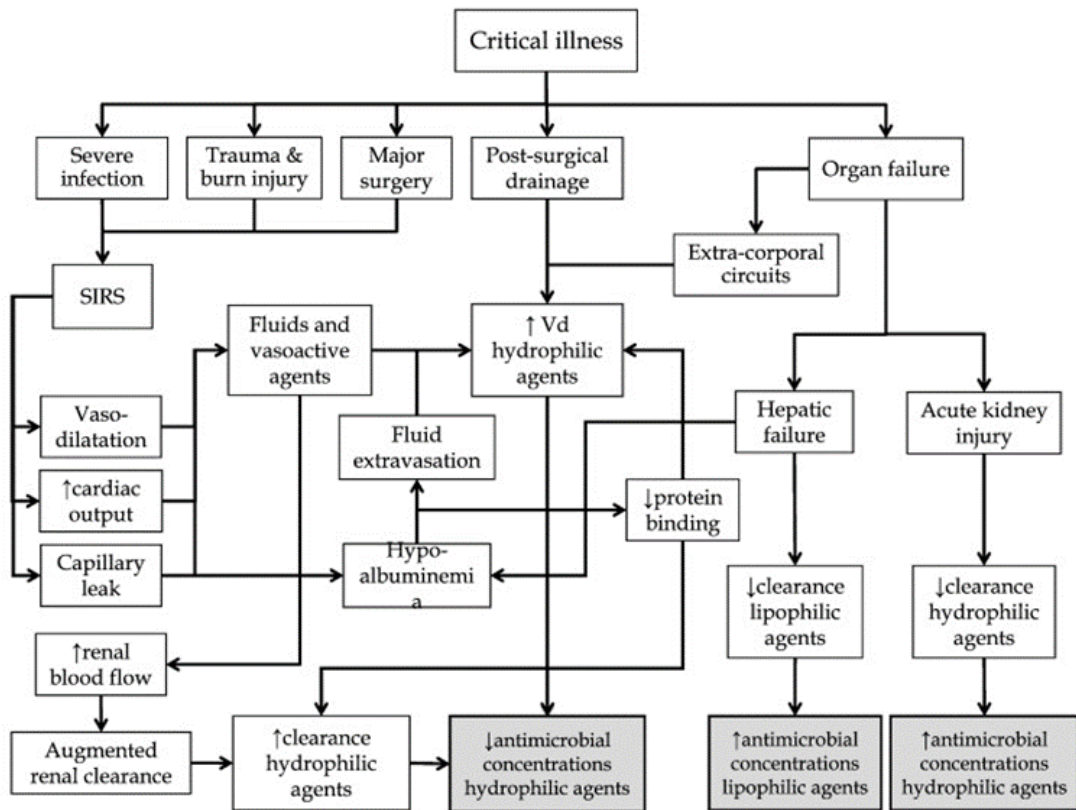 Critical illness
Severe
infection
Trauma &
burn injury
Major
surgery
Post-surgical
drainage
Organ failure
Extra-corporal
circuits
SIRS
Fluids and
vasoactive
agents
↑ Vd
hydrophilic
agents
Vaso-
dilatation
Fluid
extravasation
Hepatic
failure
Acute kidney
injury
↑cardiac
output
↓protein
binding
Capillary
leak
Hypo-
albuminemi
a
↓clearance
lipophilic
agents
↓clearance
hydrophilic
agents
↑renal
blood flow
Augmented
renal clearance
↑clearance
hydrophilic
agents
↓antimicrobial
concentrations
hydrophilic agents
↑antimicrobial
concentrations
lipophilic agents
↑antimicrobial
concentrations
hydrophilic agents